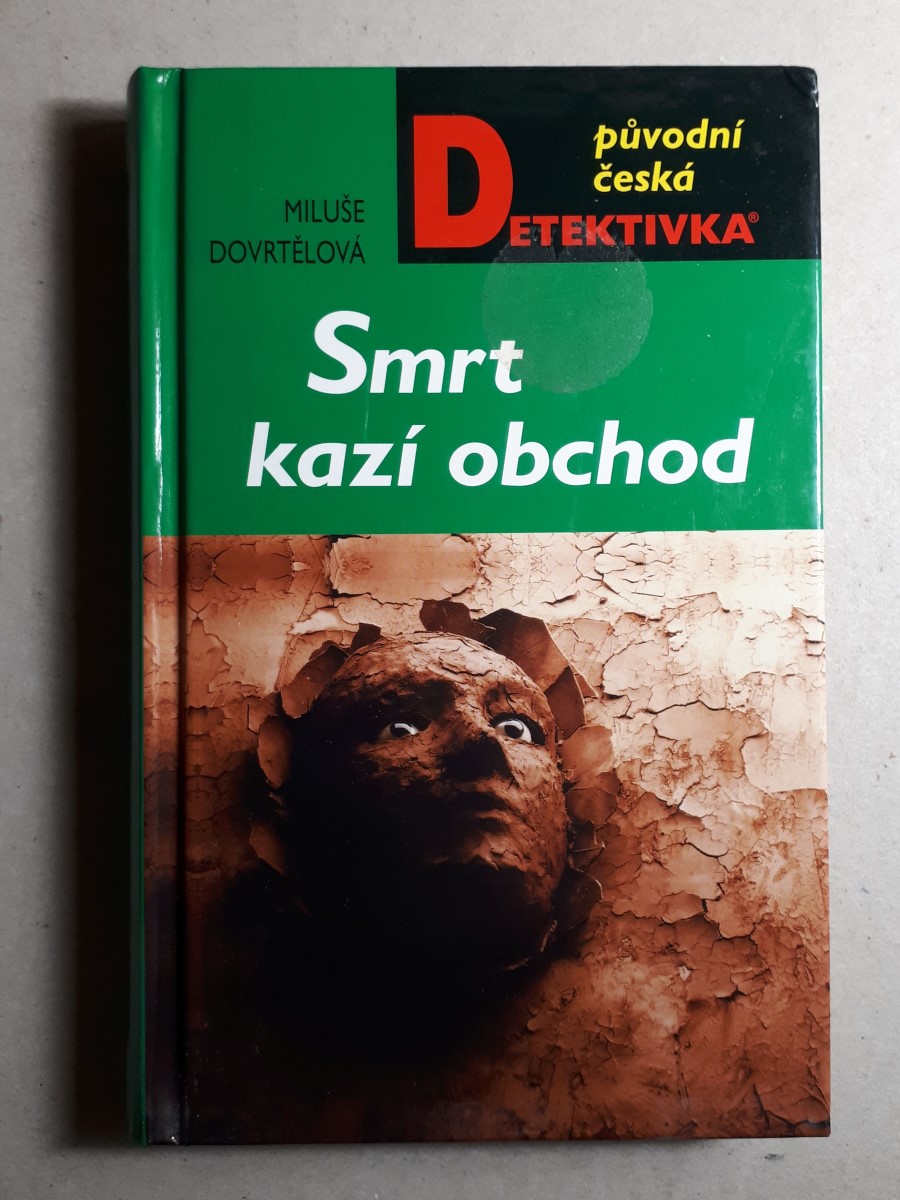 MILUŠE
DOVRTĚLOVÁ
původní
česká
DETEKTIVKA®
Smrt
kazí obchod